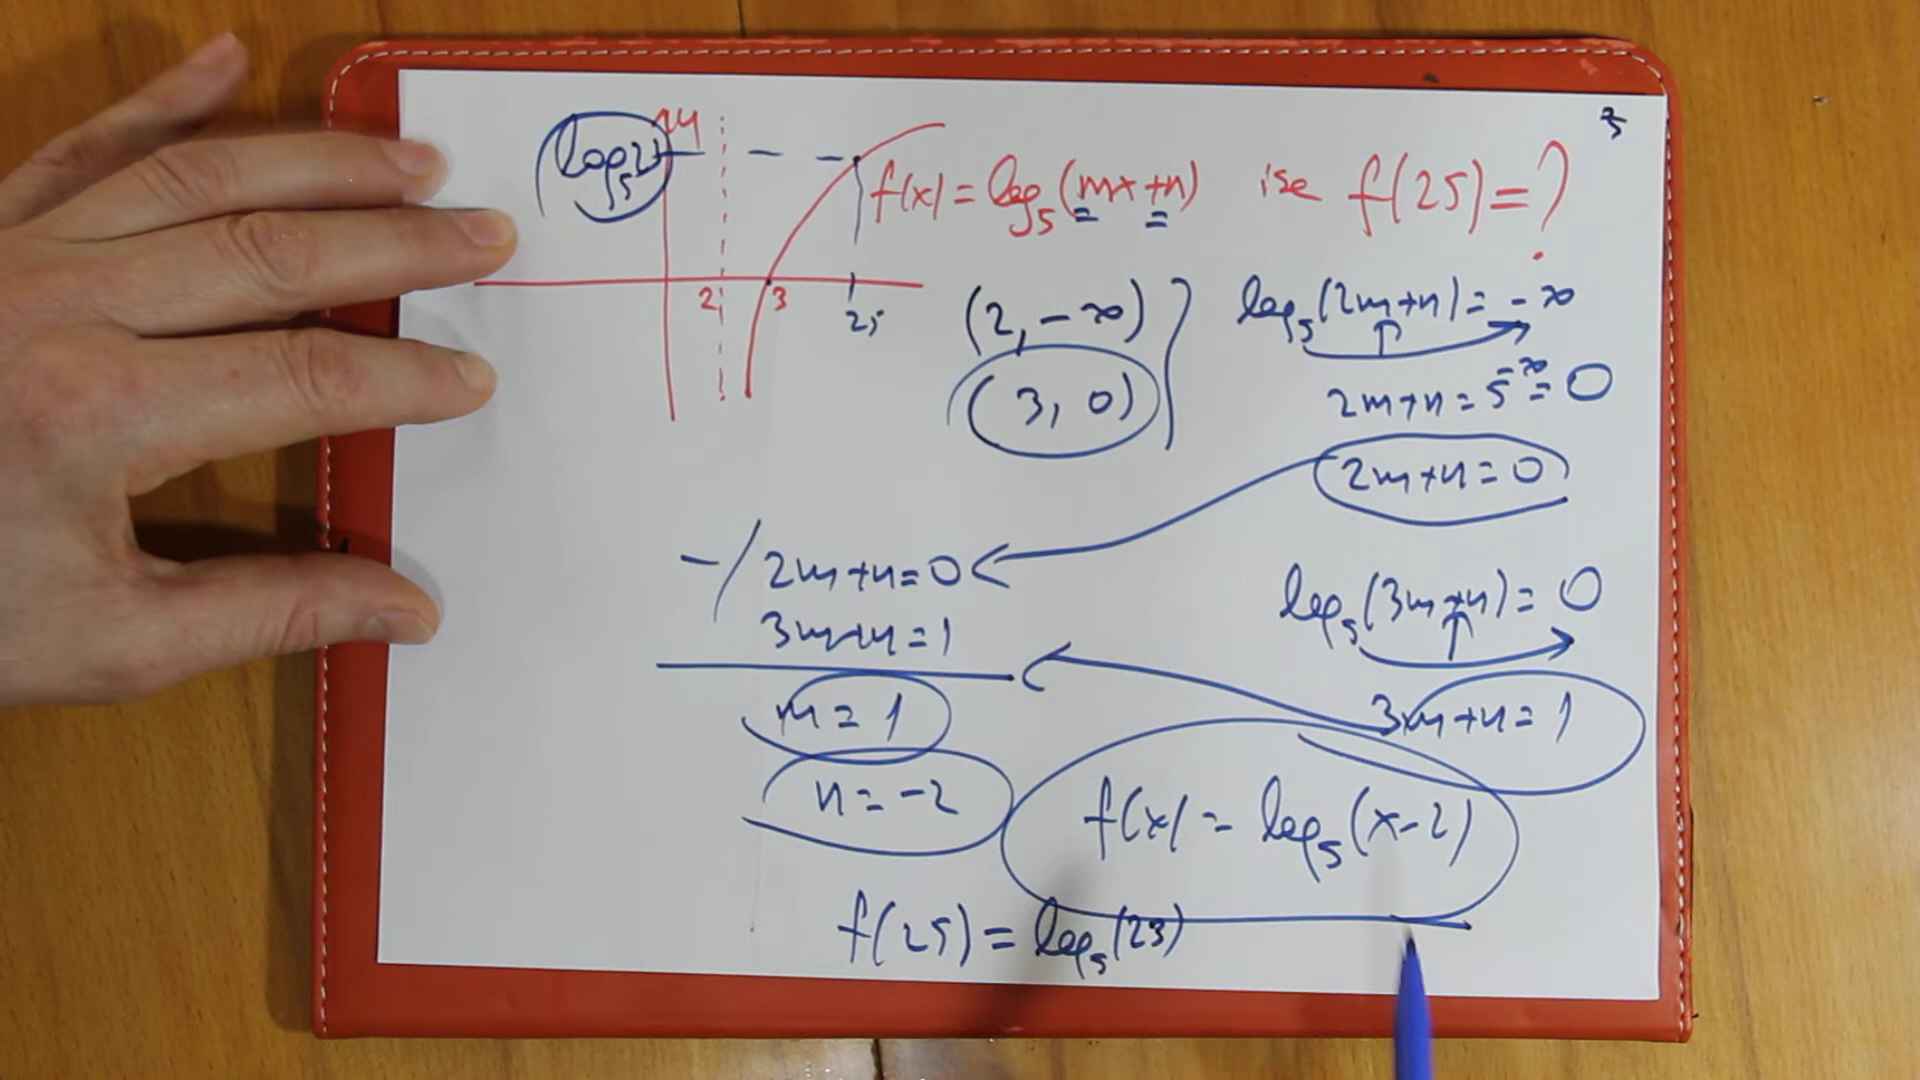 3
y
log₅23
f(x) = log₅(mx+n) ise f(25)=?
2 3 25
(2, -∞)
(3, 0)
log₅(2m+n) = -∞
2m+n = 5^-∞ = 0
2m+n = 0
-/ 2m+n=0
3m+n=1
log₅(3m+n) = 0
3m+n = 1
m = 1
n = -2
f(x) = log₅(x-2)
f(25) = log₅(23)